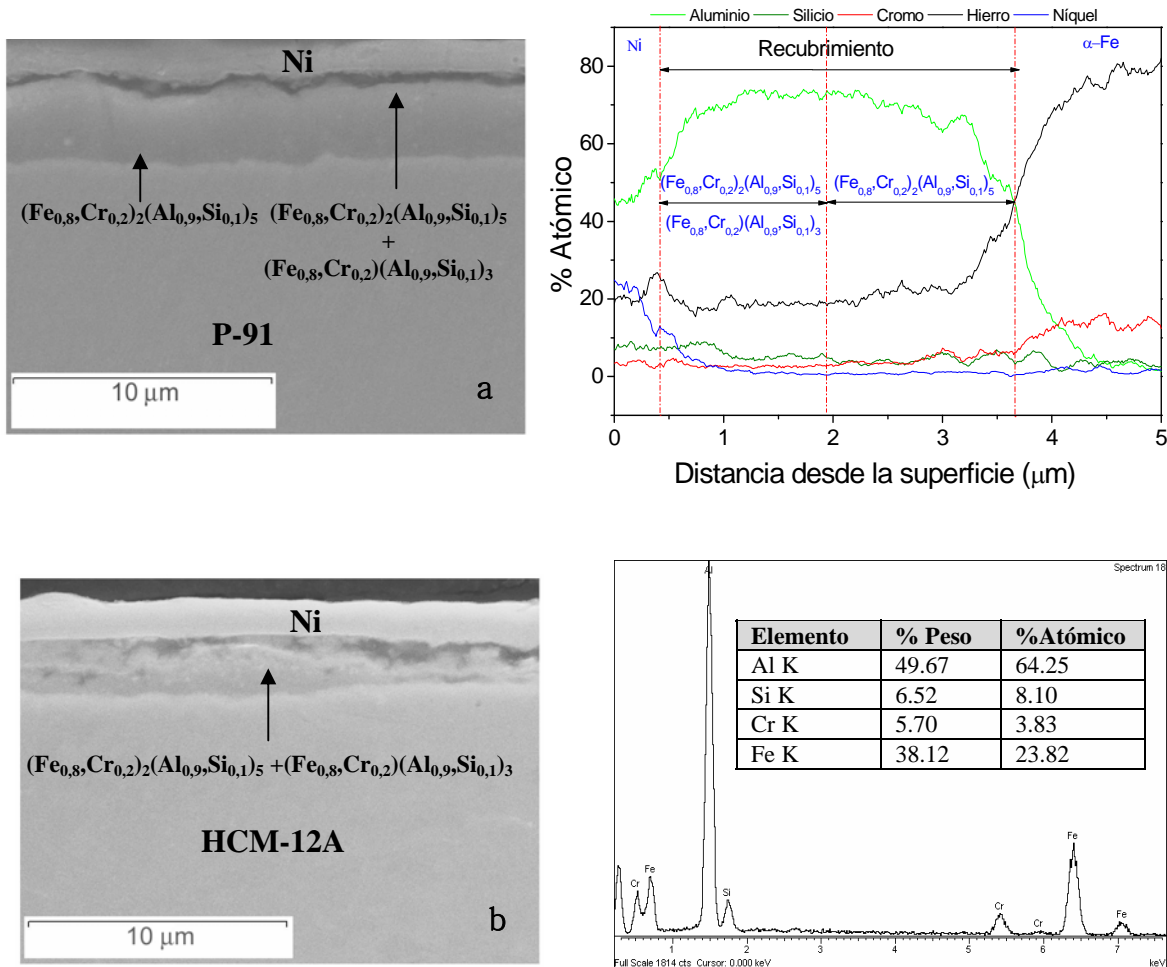 Ni
(Fe0,8,Cr0,2)2(Al0,9,Si0,1)5
(Fe0,8,Cr0,2)2(Al0,9,Si0,1)5
+
(Fe0,8,Cr0,2)(Al0,9,Si0,1)3
P-91
10 µm
a
Aluminio Silicio Cromo Hierro Níquel
Ni
Recubrimiento
α–Fe
(Fe0,8,Cr0,2)2(Al0,9,Si0,1)5
(Fe0,8,Cr0,2)2(Al0,9,Si0,1)5
(Fe0,8,Cr0,2)(Al0,9,Si0,1)3
% Atómico
80
60
40
20
0
0 1 2 3 4 5
Distancia desde la superficie (µm)
Ni
(Fe0,8,Cr0,2)2(Al0,9,Si0,1)5 +(Fe0,8,Cr0,2)(Al0,9,Si0,1)3
HCM-12A
10 µm
b
Spectrum 18
Elemento % Peso %Atómico
Al K 49.67 64.25
Si K 6.52 8.10
Cr K 5.70 3.83
Fe K 38.12 23.82
Al
Cr
Fe
Si
Cr
Cr
Fe
Fe
1 2 3 4 5 6 7
Full Scale 1814 cts Cursor: 0.000 keV
keV